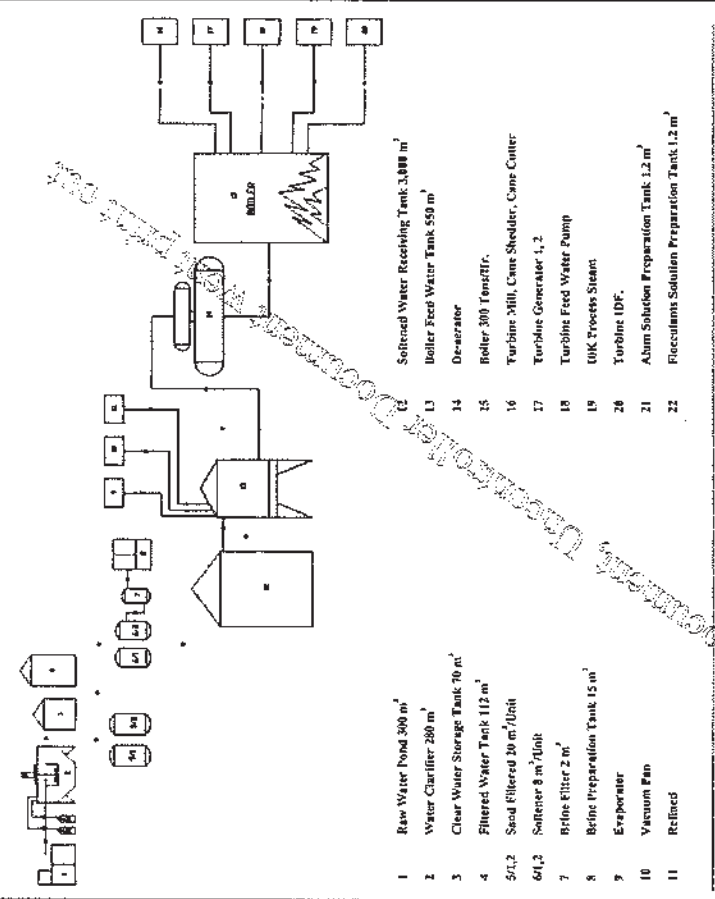 BOILER
1 Raw Water Pond 300 m³
2 Water Clarifier 280 m³
3 Clear Water Storage Tank 70 m³
4 Filtered Water Tank 112 m³
5/1,2 Sand Filtered 20 m³/Unit
6/1,2 Softener 8 m³/Unit
7 Brine Filter 2 m³
8 Brine Preparation Tank 15 m³
9 Evaporator
10 Vacuum Pan
11 Refined
12 Softened Water Receiving Tank 3,000 m³
13 Boiler Feed Water Tank 550 m³
14 De-aerator
15 Boiler 300 Tons/Hr.
16 Turbine Mill, Cane Shedder, Cane Cutter
17 Turbine Generator 1, 2
18 Turbine Feed Water Pump
19 Process Steam
20 Turbine IDF.
21 Alum Solution Preparation Tank 1.2 m³
22 Flocculants Solution Preparation Tank 1.2 m³
Uncontroller Document
print out